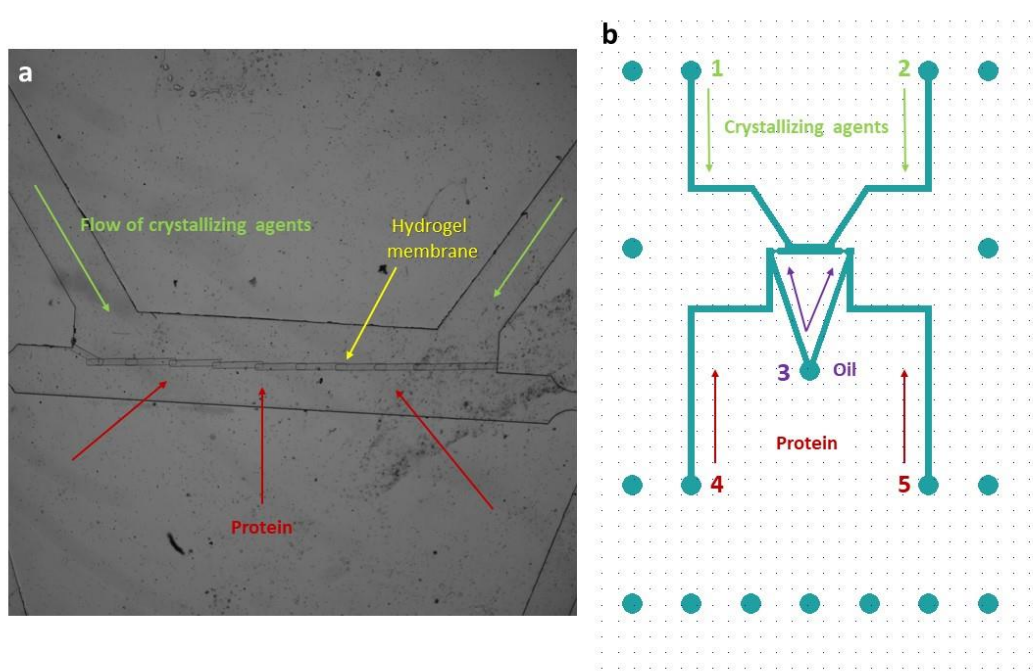 a
Flow of crystallizing agents
Hydrogel
membrane
Protein
b
1
2
Crystallizing agents
3
Oil
Protein
4
5